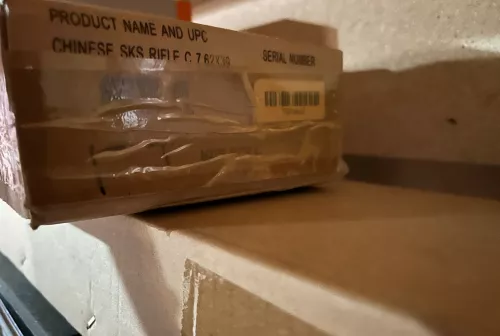 PRODUCT NAME AND UPC
CHINESE SKS RIFLE C 7.62X39
SERIAL NUMBER